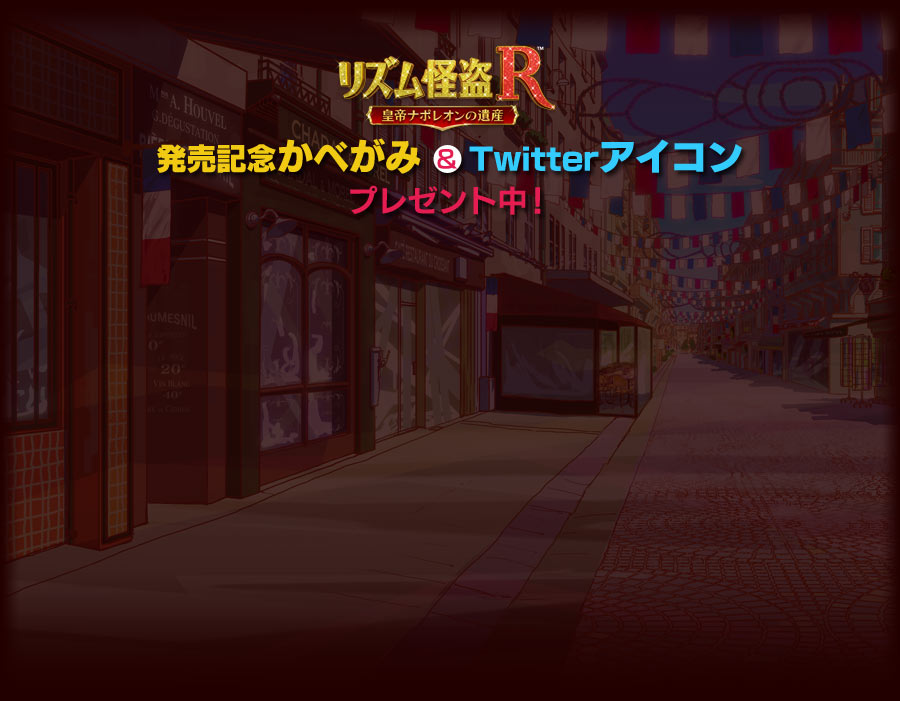 リズム怪盗R™
皇帝ナポレオンの遺産
発売記念かべがみ & Twitterアイコン
プレゼント中！
A. HOUVEL
DEGUSTATION
20°
VIN BLANC
40°